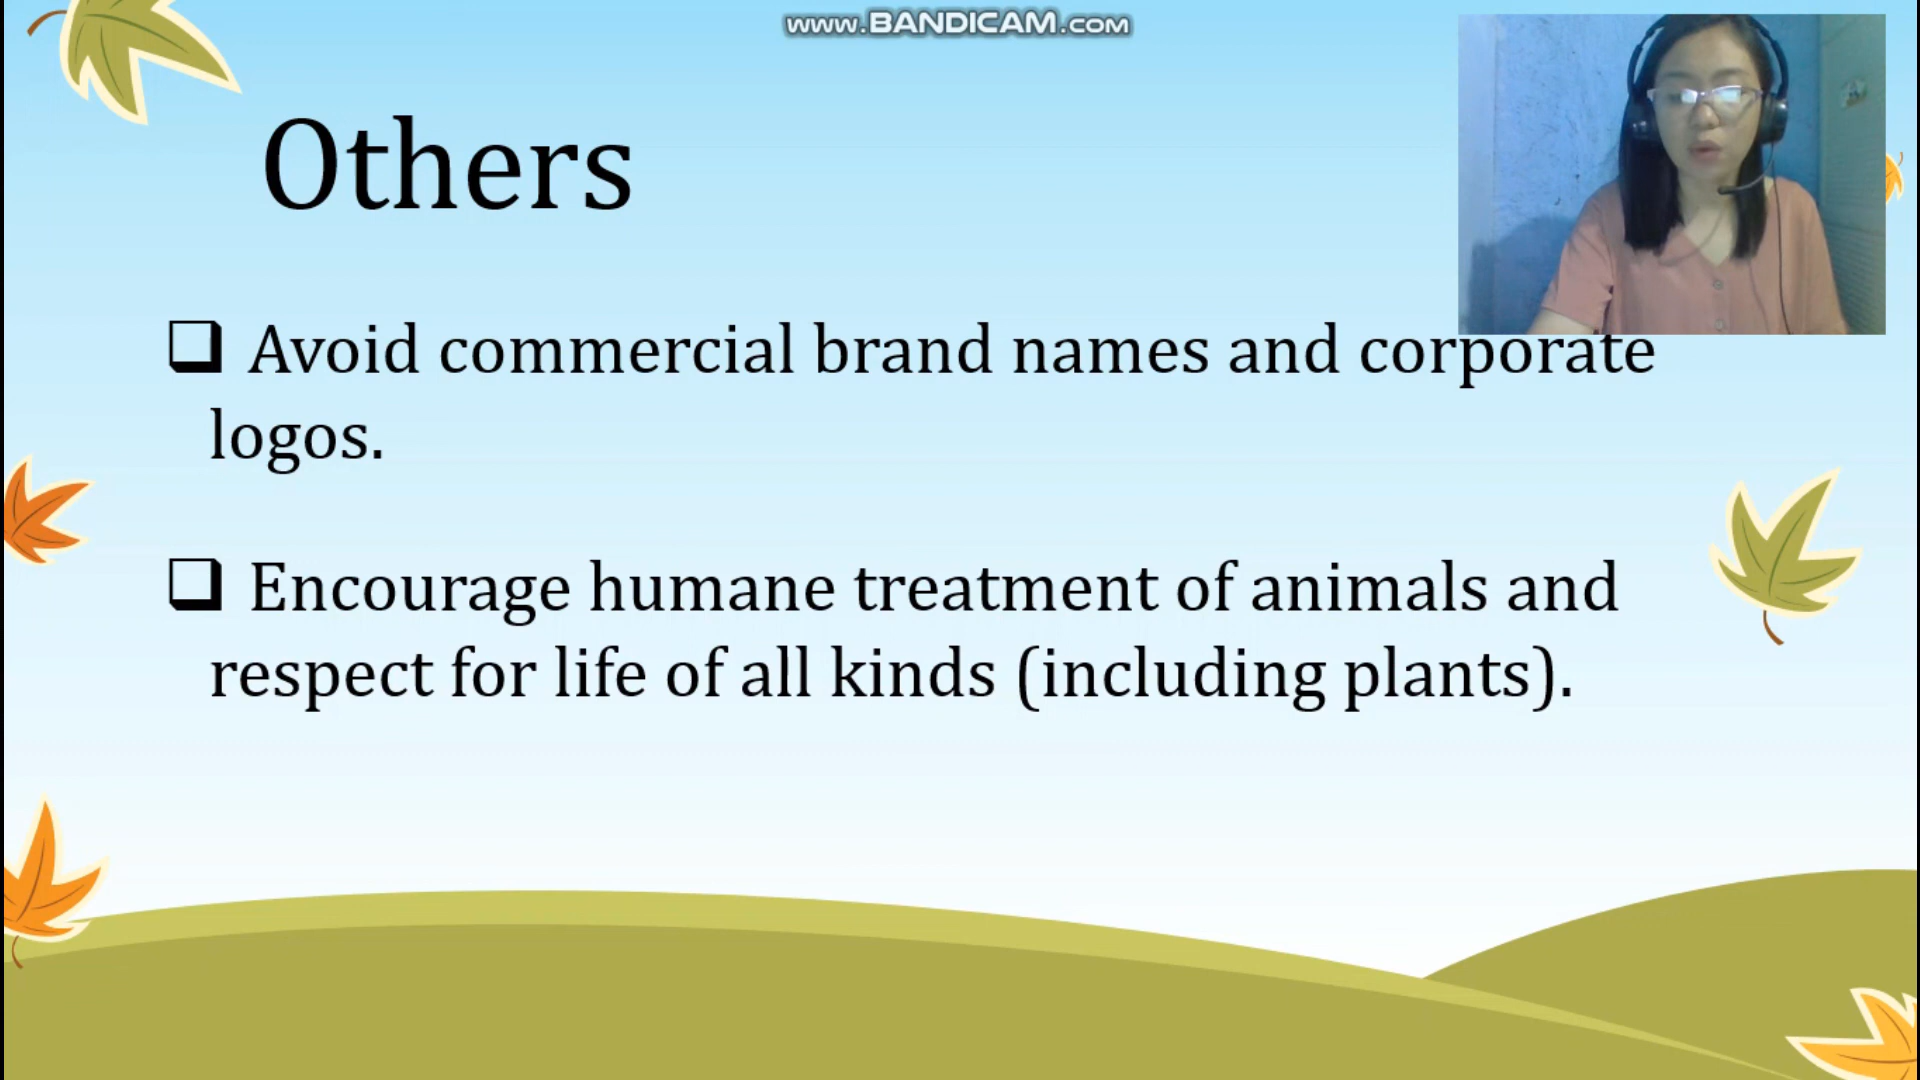 www.BANDICAM.com
Others
❑ Avoid commercial brand names and corporate
logos.
❑ Encourage humane treatment of animals and
respect for life of all kinds (including plants).